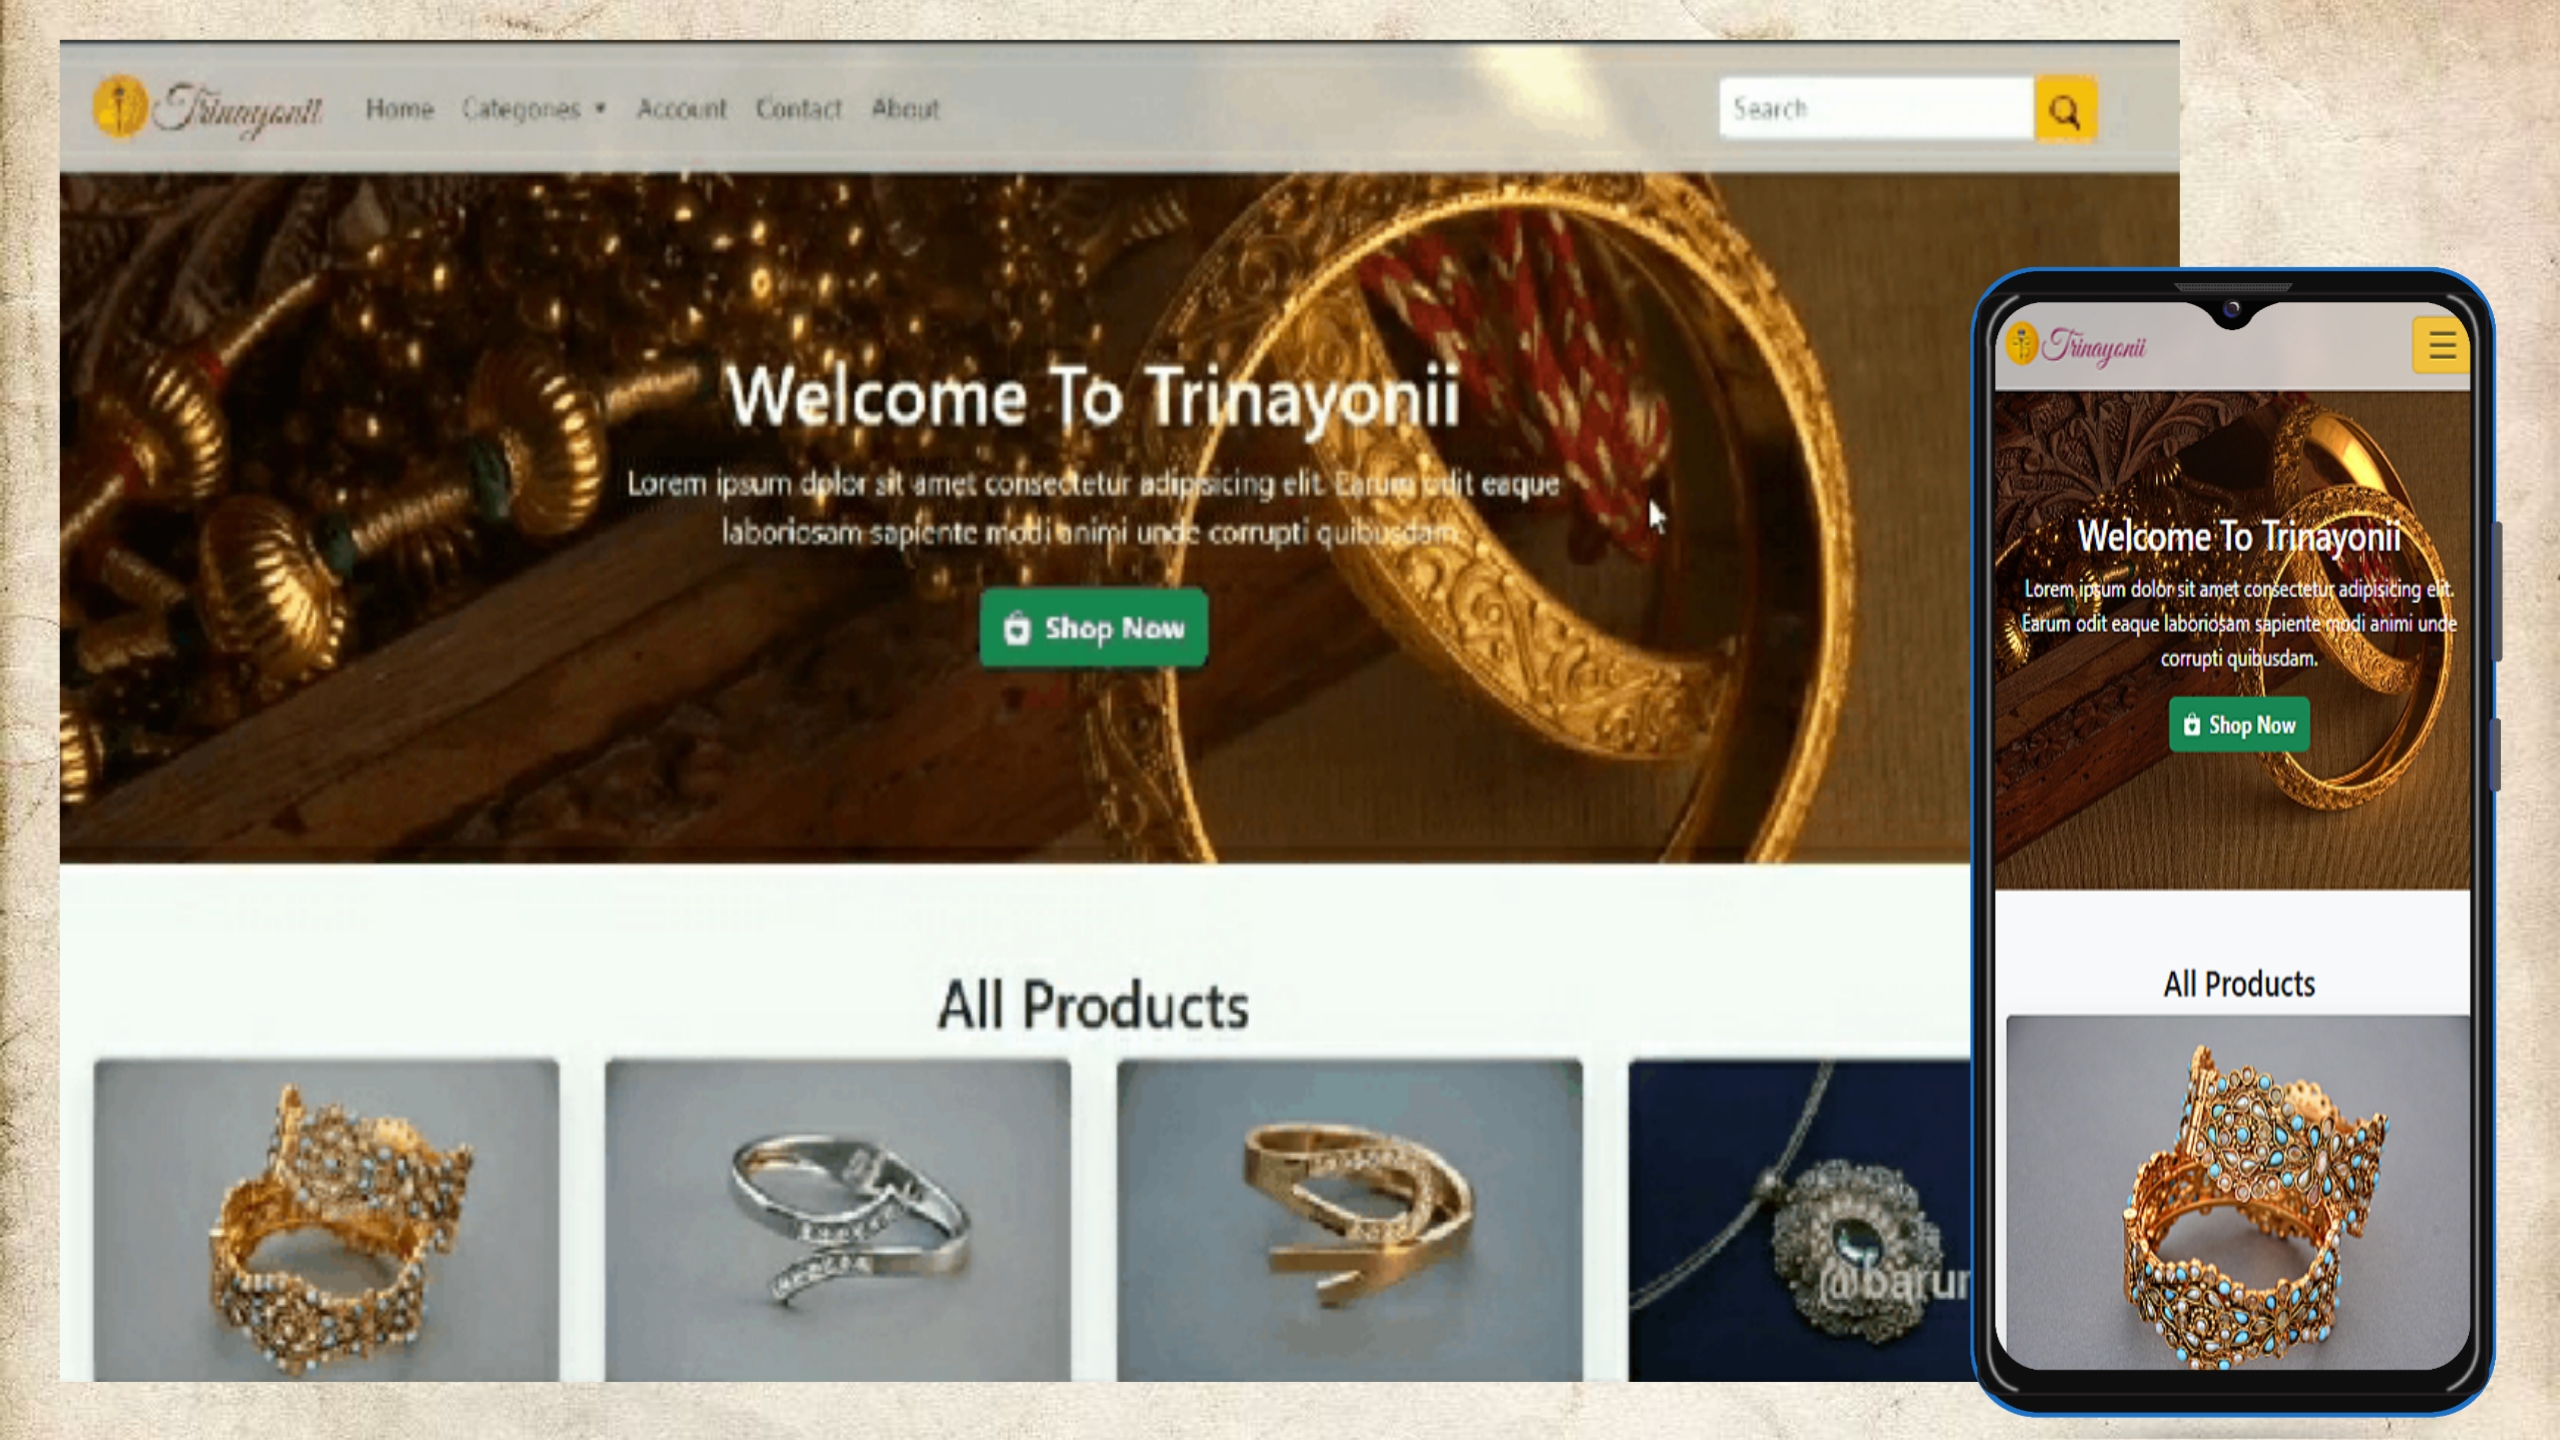 Trinayonii Home Categories Account Contact About Search
Welcome To Trinayonii
Lorem ipsum dolor sit amet consectetur adipisicing elit. Earum odit eaque
laboriosam sapiente modi animi unde corrupti quibusdam.
Shop Now
All Products
@barun
Trinayonii
Welcome To Trinayonii
Lorem ipsum dolor sit amet consectetur adipisicing elit.
Earum odit eaque laboriosam sapiente modi animi unde
corrupti quibusdam.
Shop Now
All Products